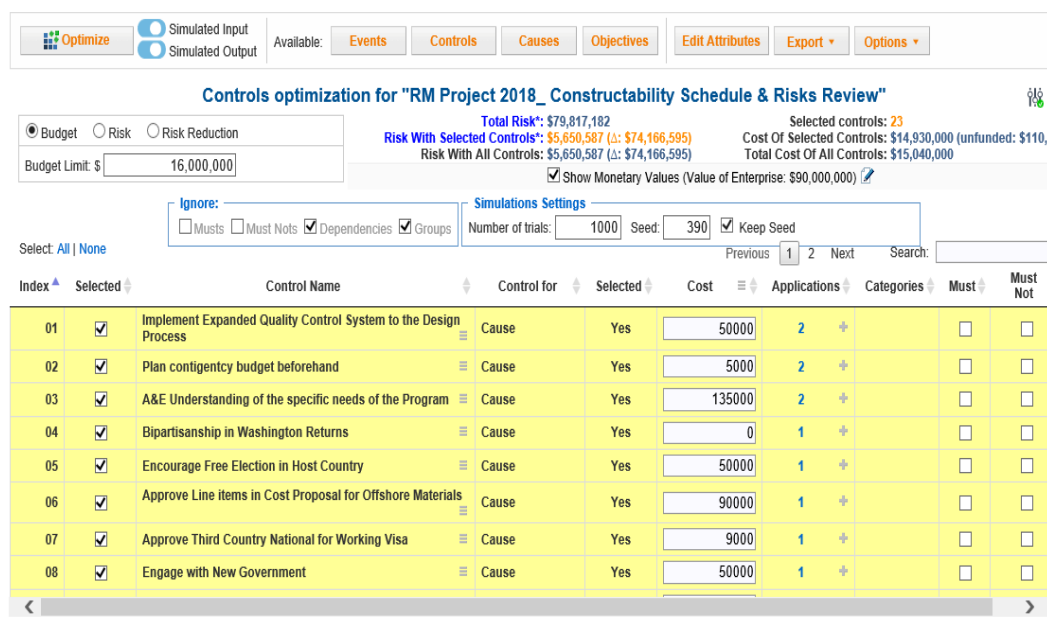 Optimize
Simulated Input
Simulated Output
Available:
Events
Controls
Causes
Objectives
Edit Attributes
Export
Options
Controls optimization for "RM Project 2018_ Constructability Schedule & Risks Review"
Budget Risk Risk Reduction
Budget Limit: $ 16,000,000
Total Risk*: $79,817,182
Risk With Selected Controls*: $5,650,587 (Δ: $74,166,595)
Risk With All Controls: $5,650,587 (Δ: $74,166,595)
Selected controls: 23
Cost Of Selected Controls: $14,930,000 (unfunded: $110,
Total Cost Of All Controls: $15,040,000
Show Monetary Values (Value of Enterprise: $90,000,000)
Ignore:
Musts Must Nots Dependencies Groups
Simulations Settings
Number of trials: 1000 Seed: 390 Keep Seed
Select: All | None
Previous 1 2 Next Search:
Index Selected Control Name Control for Selected Cost Applications Categories Must Must Not
01 Implement Expanded Quality Control System to the Design Process Cause Yes 50000 2
02 Plan contigentcy budget beforehand Cause Yes 5000 2
03 A&E Understanding of the specific needs of the Program Cause Yes 135000 2
04 Bipartisanship in Washington Returns Cause Yes 0 1
05 Encourage Free Election in Host Country Cause Yes 50000 1
06 Approve Line items in Cost Proposal for Offshore Materials Cause Yes 90000 1
07 Approve Third Country National for Working Visa Cause Yes 9000 1
08 Engage with New Government Cause Yes 50000 1